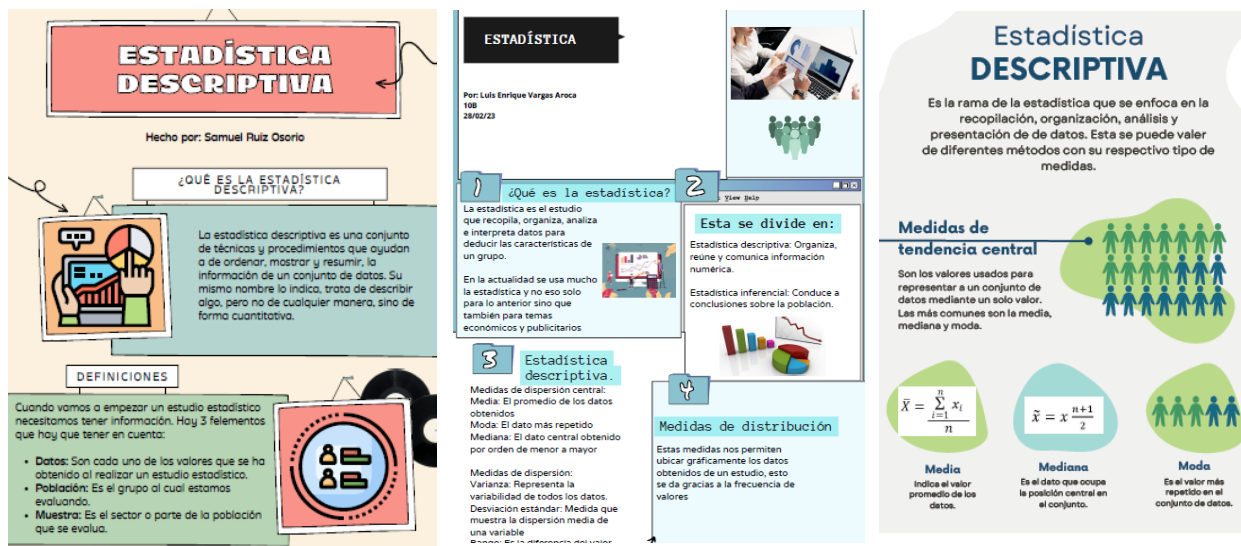 ESTADÍSTICA
DESCRIPTIVA
Hecho por: Samuel Ruiz Osorio
¿QUÉ ES LA ESTADÍSTICA
DESCRIPTIVA?
La estadística descriptiva es una conjunto
de técnicas y procedimientos que ayudan
a de ordenar, mostrar y resumir, la
información de un conjunto de datos. Su
mismo nombre lo indica, trata de describir
algo, pero no de cualquier manera, sino de
forma cuantitativa.
DEFINICIONES
Cuando vamos a empezar un estudio estadístico
necesitamos tener información. Hay 3 felementos
que hay que tener en cuenta:
• Datos: Son cada uno de los valores que se ha
obtenido al realizar un estudio estadístico.
• Población: Es el grupo al cual estamos
evaluando.
• Muestra: Es el sector o parte de la población
que se evalua.
ESTADÍSTICA
Por: Luis Enrique Vargas Aroca
10B
28/02/23
1
¿Qué es la estadística?
La estadística es el estudio
que recopila, organiza, analiza
e interpreta datos para
deducir las características de
un grupo.
En la actualidad se usa mucho
la estadística y no eso solo
para lo anterior sino que
también para temas
económicos y publicitarios
2
View Help
Esta se divide en:
Estadística descriptiva: Organiza,
reúne y comunica información
numérica.
Estadística inferencial: Conduce a
conclusiones sobre la población.
3
Estadística
descriptiva.
Medidas de dispersión central:
Media: El promedio de los datos
obtenidos
Moda: El dato más repetido
Mediana: El dato central obtenido
por orden de menor a mayor
Medidas de dispersión:
Varianza: Representa la
variabilidad de todos los datos.
Desviación estándar: Medida que
muestra la dispersión media de
una variable
Rango: Es la diferencia del valor
4
Medidas de distribución
Estas medidas nos permiten
ubicar gráficamente los datos
obtenidos de un estudio, esto
se da gracias a la frecuencia de
valores
Estadística
DESCRIPTIVA
Es la rama de la estadística que se enfoca en la
recopilación, organización, análisis y
presentación de de datos. Esta se puede valer
de diferentes métodos con su respectivo tipo de
medidas.
Medidas de
tendencia central
Son los valores usados para
representar a un conjunto de
datos mediante un solo valor.
Las más comunes son la media,
mediana y moda.
X̄ = ∑ᵢ₌₁ⁿ xᵢ / n
Media
Indica el valor
promedio de los
datos.
x̃ = x (n+1)/2
Mediana
Es el dato que ocupa
la posición central en
el conjunto.
Moda
Es el valor más
repetido en el
conjunto de datos.